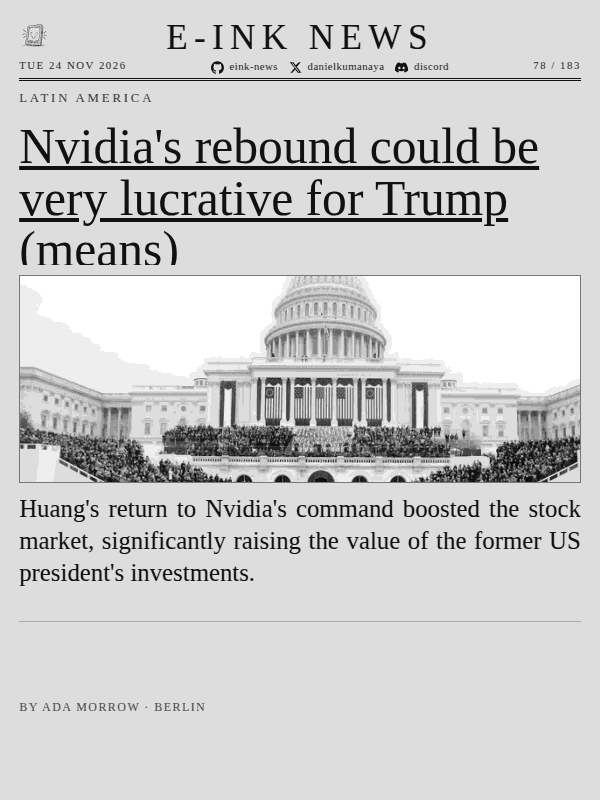 E-INK NEWS
TUE 24 NOV 2026
eink-news danielkumanaya discord
78 / 183
LATIN AMERICA
Nvidia's rebound could be
very lucrative for Trump
(means)
Huang's return to Nvidia's command boosted the stock
market, significantly raising the value of the former US
president's investments.
BY ADA MORROW · BERLIN